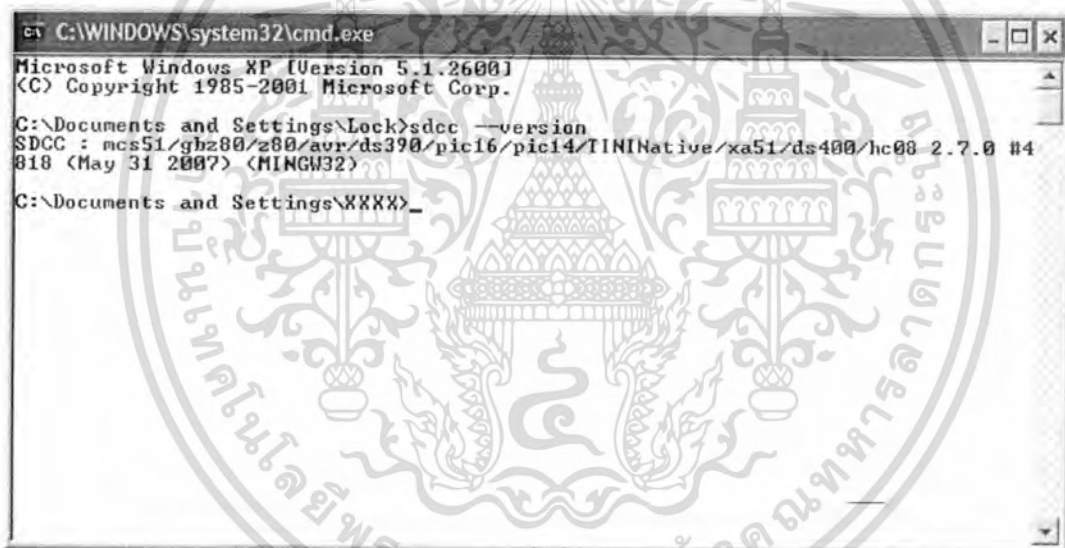 C:\WINDOWS\system32\cmd.exe
Microsoft Windows XP [Version 5.1.2600]
(C) Copyright 1985-2001 Microsoft Corp.
C:\Documents and Settings\Lock>sdcc --version
SDCC : mcs51/gbz80/z80/avr/ds390/pic16/pic14/TININative/xa51/ds400/hc08 2.7.0 #4
818 (May 31 2007) (MINGW32)
C:\Documents and Settings\XXXX>_